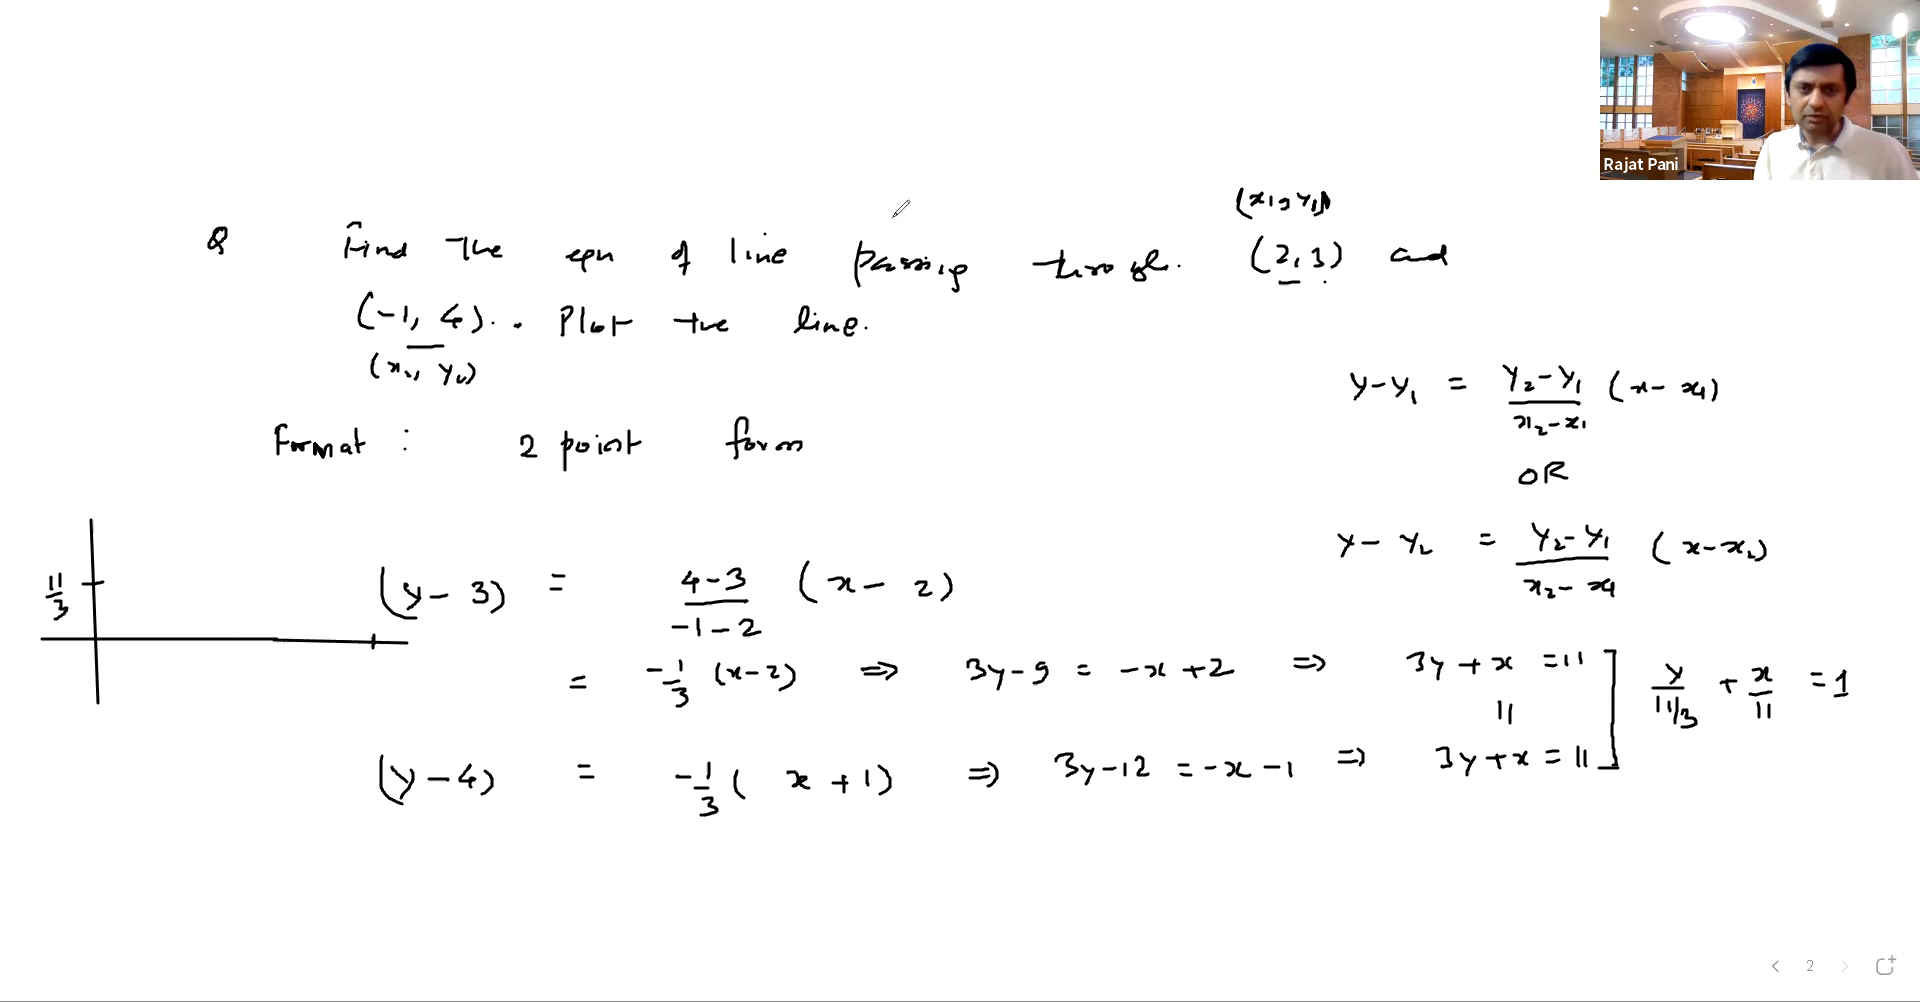 Rajat Pani
(x1, y1)
Q Find the eqn of line passing through (2,3) and
(-1, 4). Plot the line.
(x2, y2)
y-y1 = y2-y1/x2-x1 (x-x1)
Format : 2 point form
OR
y-y2 = y2-y1/x2-x1 (x-x2)
11/3
(y-3) = 4-3/-1-2 (x-2)
= -1/3 (x-2) ⇒ 3y-9 = -x+2 ⇒ 3y+x =11
y/11/3 + x/11 = 1
11
(y-4) = -1/3 (x+1) ⇒ 3y-12 = -x-1 ⇒ 3y+x = 11
2